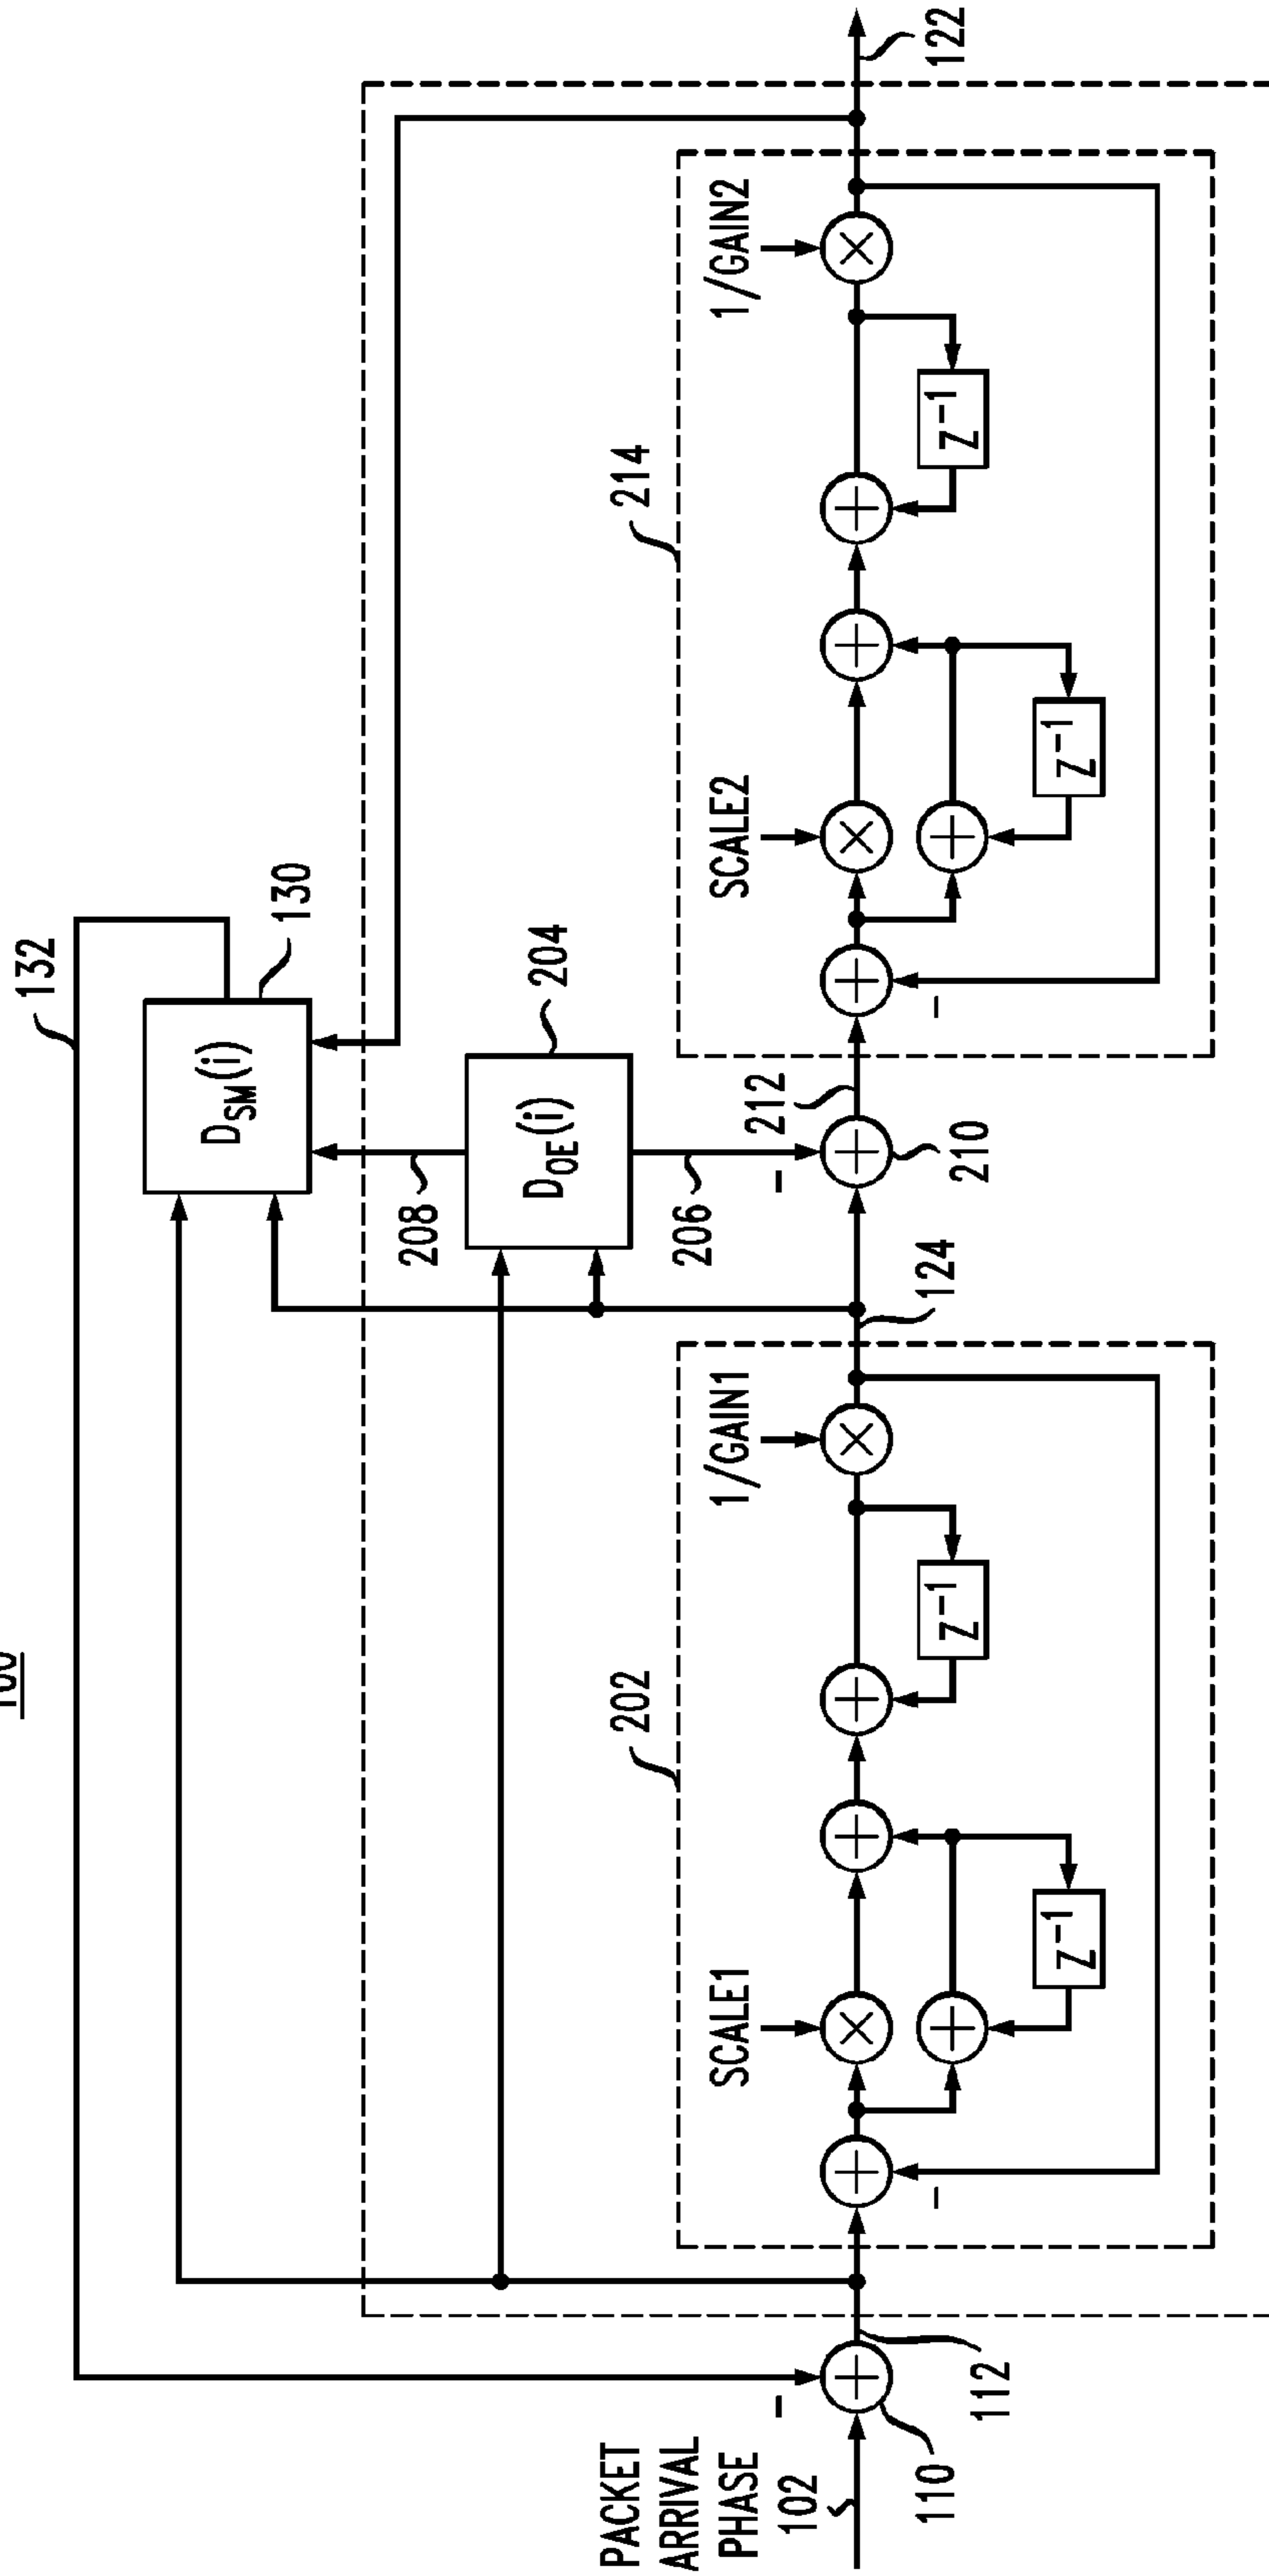 132
D_SM(i)
130
208
D_OE(i)
204
PACKET
ARRIVAL
PHASE
102
202
206
212
214
SCALE1
1/GAIN1
SCALE2
1/GAIN2
110
112
124
210
122
Z⁻¹
Z⁻¹
Z⁻¹
Z⁻¹